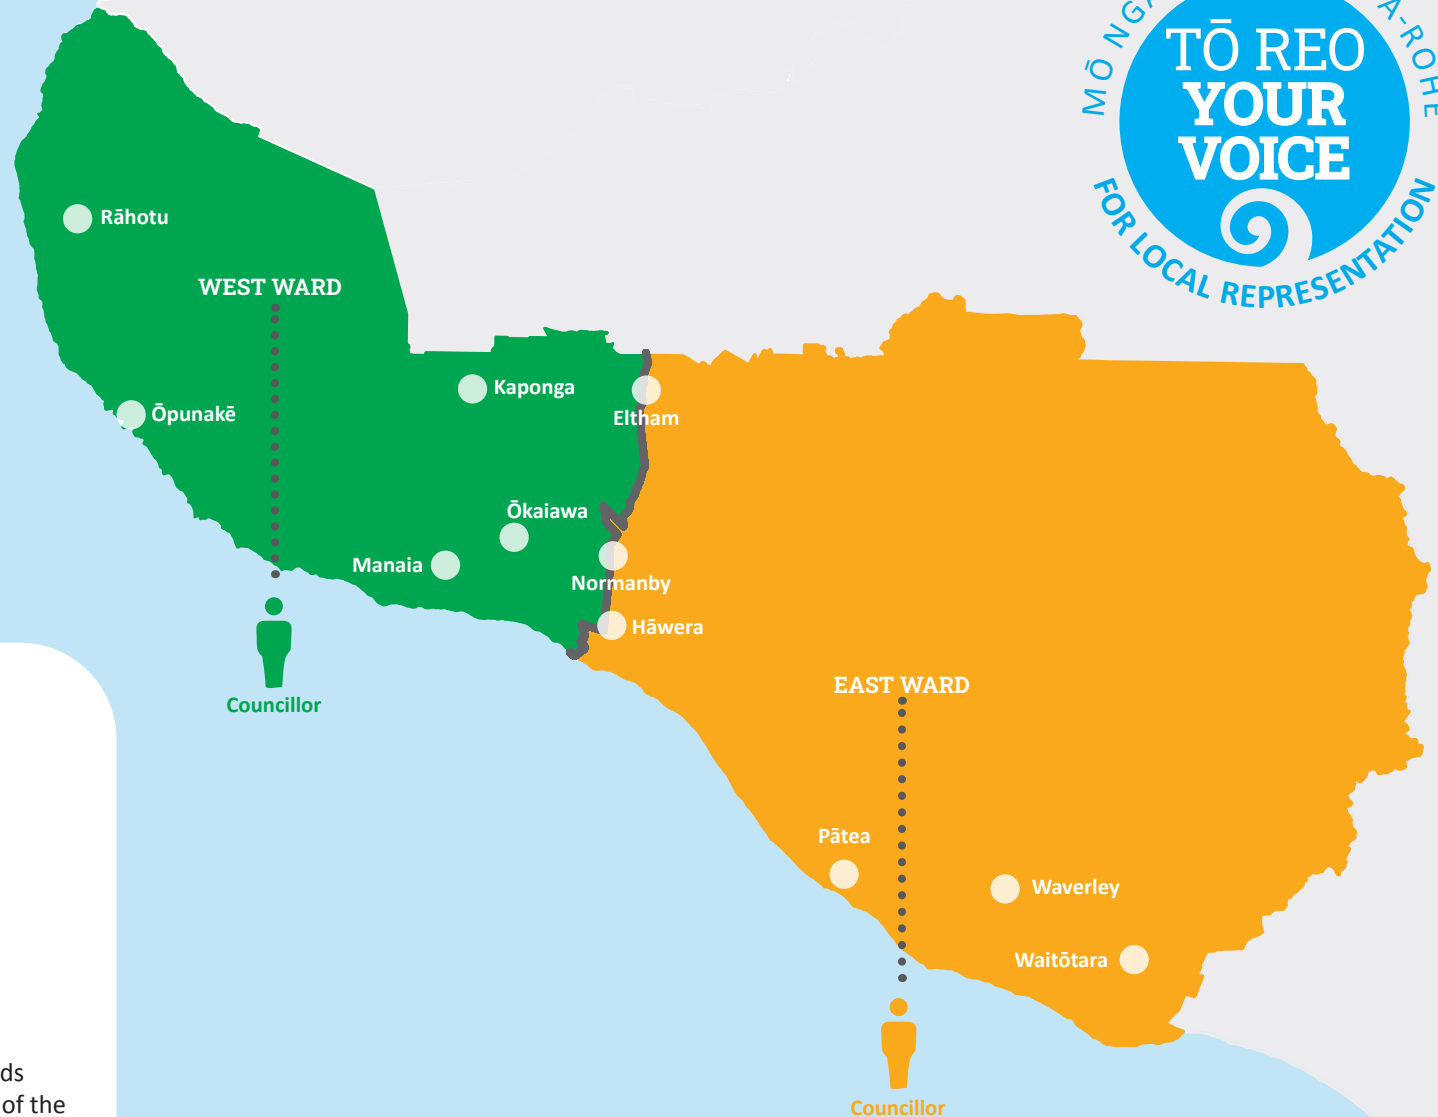 MŌ NGA
A-ROHE
TŌ REO
YOUR
VOICE
FOR LOCAL REPRESENTATION
Rāhotu
WEST WARD
Kaponga
Ōpunakē
Eltham
Ōkaiawa
Manaia
Normanby
Hāwera
Councillor
EAST WARD
Pātea
Waverley
Waitōtara
ds
of the
Councillor